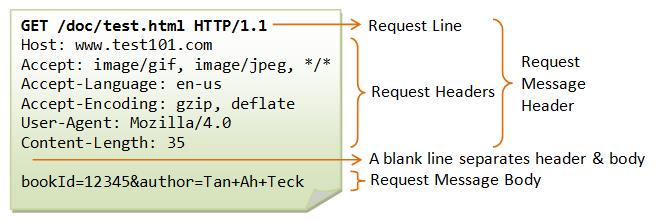 GET /doc/test.html HTTP/1.1
Request Line
Host: www.test101.com
Accept: image/gif, image/jpeg, */*
Accept-Language: en-us
Accept-Encoding: gzip, deflate
User-Agent: Mozilla/4.0
Content-Length: 35
Request Headers
Request
Message
Header
A blank line separates header & body
bookId=12345&author=Tan+Ah+Teck
Request Message Body